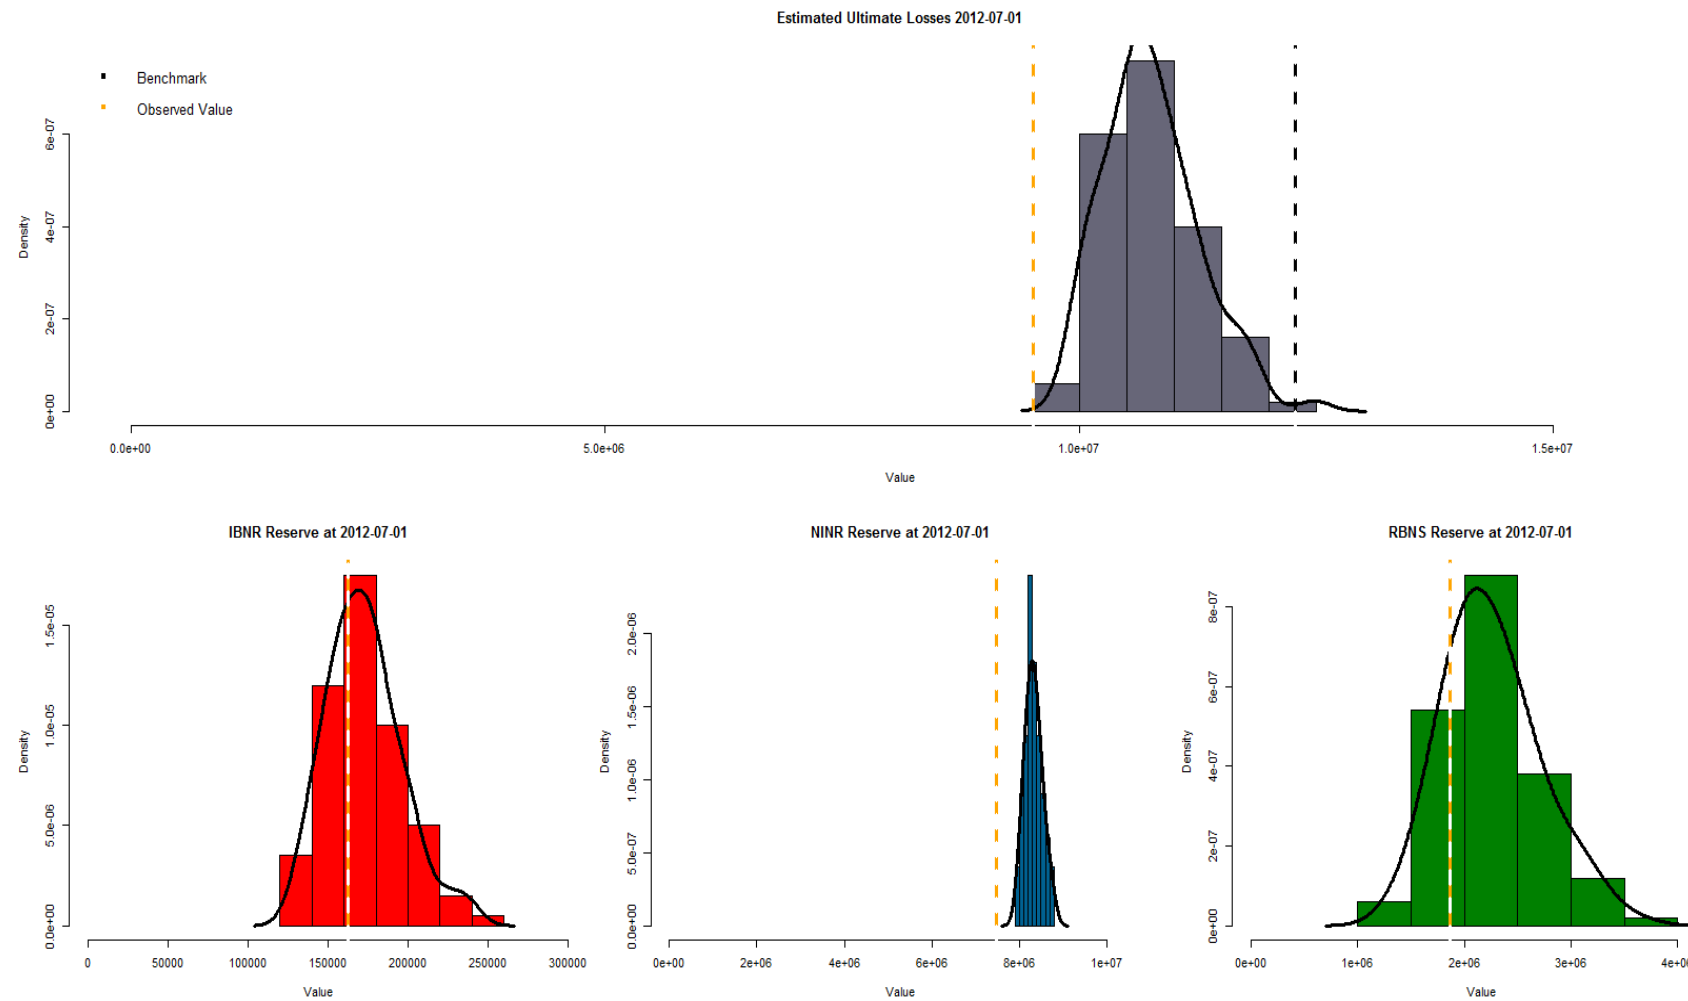 Estimated Ultimate Losses 2012-07-01
Benchmark
Observed Value
Density
0e+00 2e-07 4e-07 6e-07
0.0e+00 5.0e+06 1.0e+07 1.5e+07
Value
IBNR Reserve at 2012-07-01
Density
0.0e+00 5.0e-06 1.0e-05 1.5e-05
0 50000 100000 150000 200000 250000 300000
Value
NINR Reserve at 2012-07-01
Density
0.0e+00 5.0e-07 1.0e-06 1.5e-06 2.0e-06
0e+00 2e+06 4e+06 6e+06 8e+06 1e+07
Value
RBNS Reserve at 2012-07-01
Density
0e+00 2e-07 4e-07 6e-07 8e-07
0e+00 1e+06 2e+06 3e+06 4e+0
Value